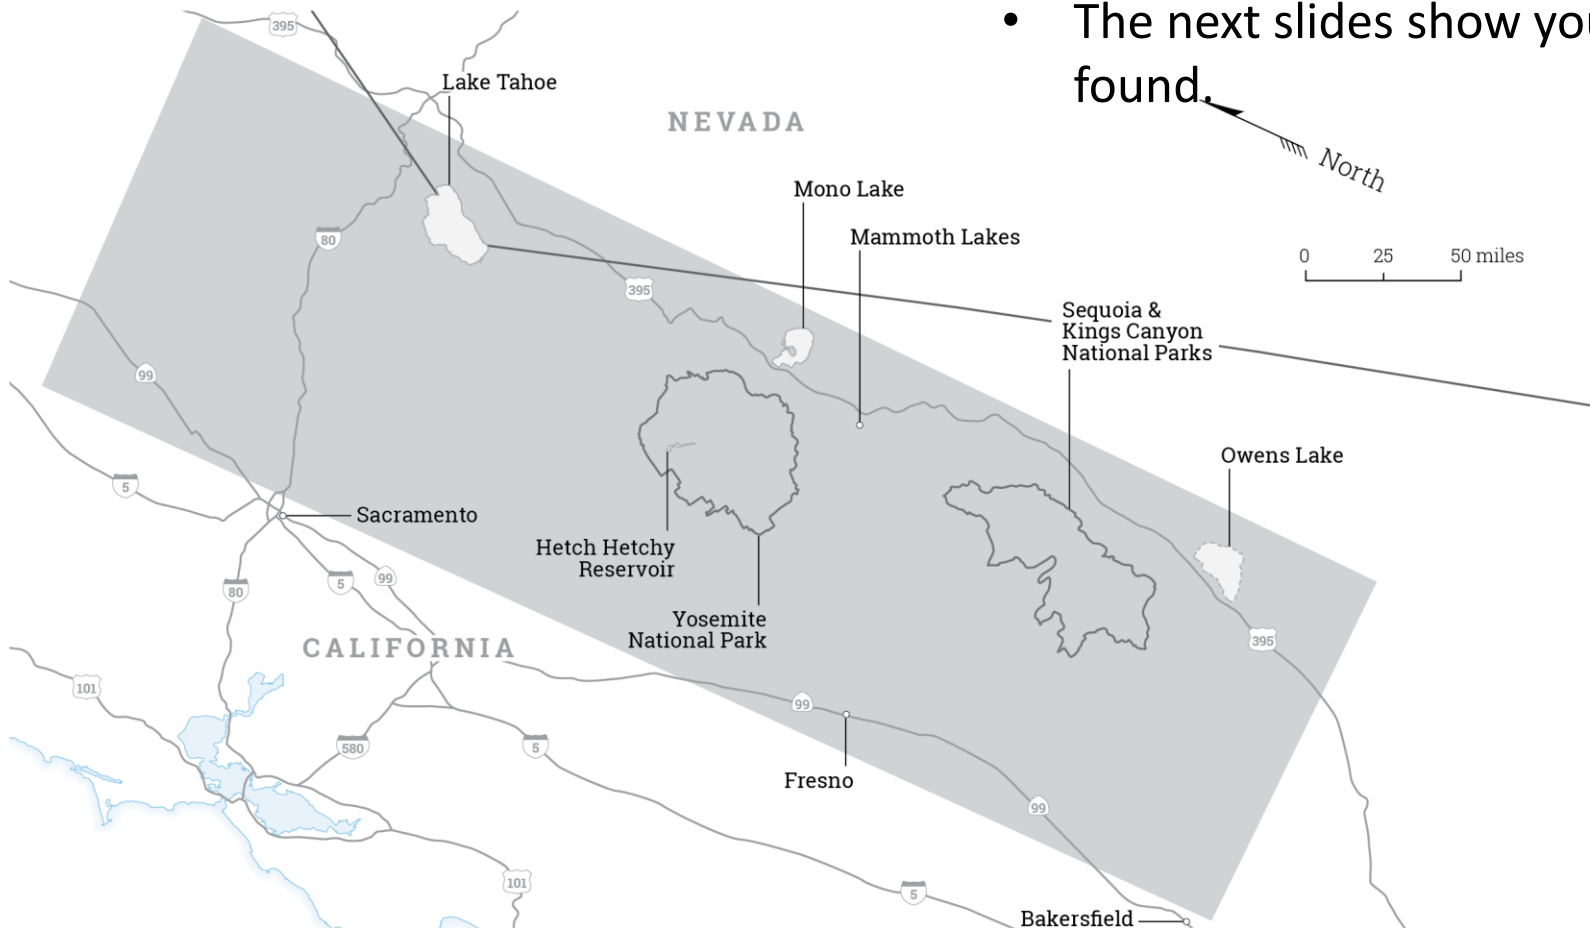 • The next slides show you
found.
395
Lake Tahoe
NEVADA
North
Mono Lake
Mammoth Lakes
80
0 25 50 miles
395
Sequoia &
Kings Canyon
National Parks
99
Owens Lake
5
Sacramento
Hetch Hetchy
Reservoir
80
5
99
Yosemite
National Park
CALIFORNIA
395
101
99
580
5
Fresno
99
101
5
Bakersfield